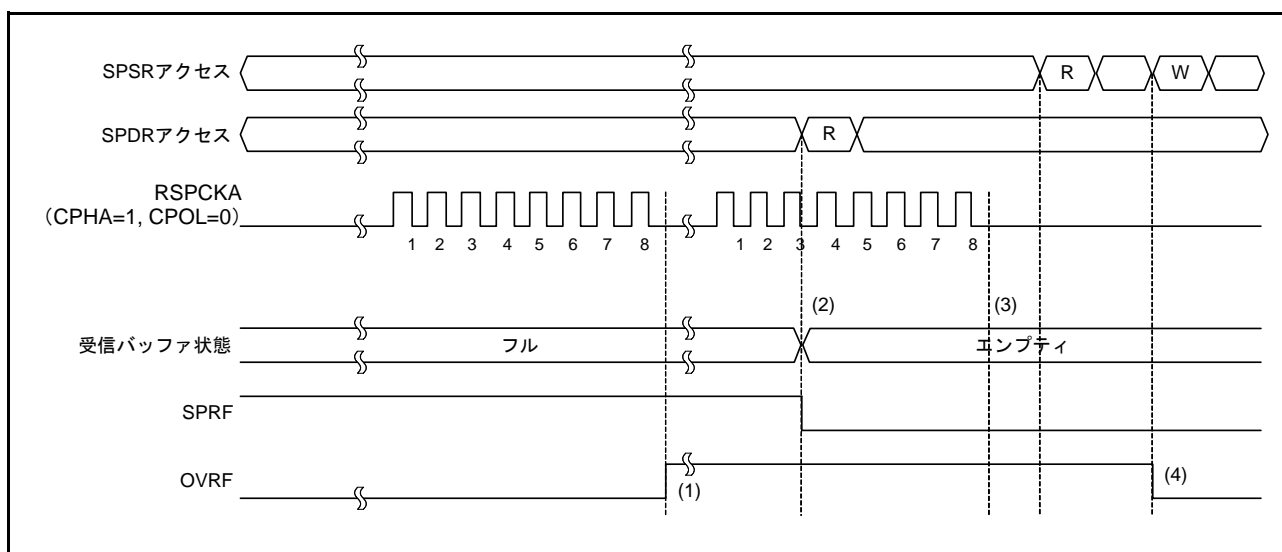 SPSRアクセス
R
W
SPDRアクセス
R
RSPCKA
(CPHA=1, CPOL=0)
1 2 3 4 5 6 7 8
1 2 3 4 5 6 7 8
(2)
(3)
受信バッファ状態
フル
エンプティ
SPRF
OVRF
(1)
(4)